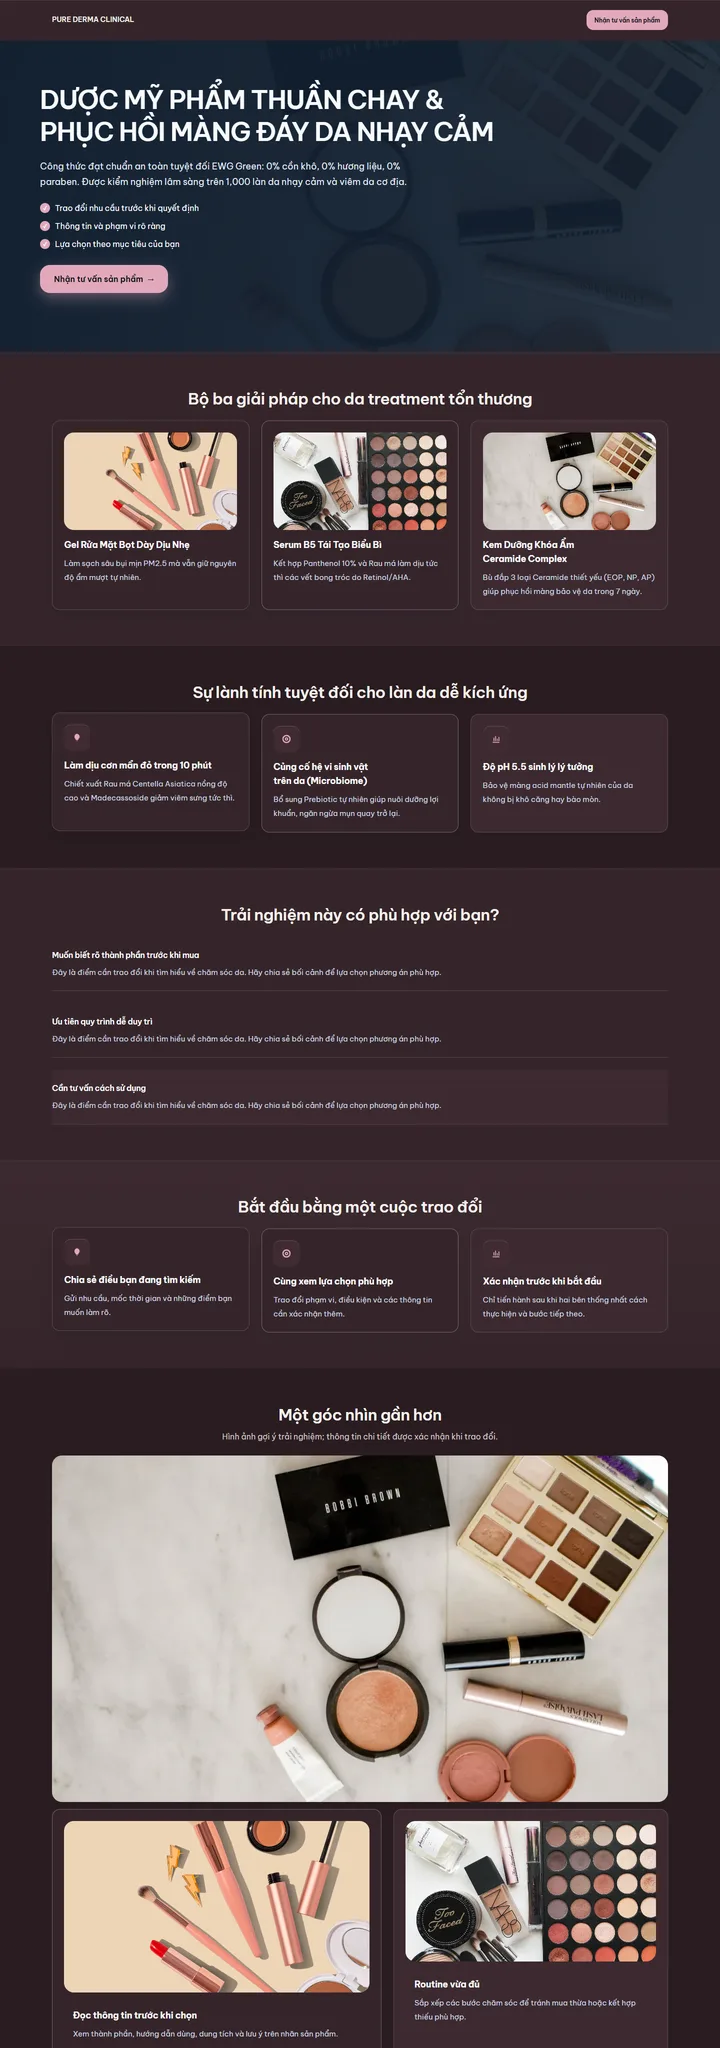 PURE DERMA CLINICAL
Nhận tư vấn sản phẩm
DƯỢC MỸ PHẨM THUẦN CHAY &
PHỤC HỒI MÀNG ĐÁY DA NHẠY CẢM
Công thức đạt chuẩn an toàn tuyệt đối EWG Green: 0% cồn khô, 0% hương liệu, 0%
paraben. Được kiểm nghiệm lâm sàng trên 1,000 làn da nhạy cảm và viêm da cơ địa.
Trao đổi nhu cầu trước khi quyết định
Thông tin và phạm vi rõ ràng
Lựa chọn theo mục tiêu của bạn
Nhận tư vấn sản phẩm →
Bộ ba giải pháp cho da treatment tổn thương
Too
Faced
NARS
BOBBI BROWN
Gel Rửa Mặt Bọt Dày Dịu Nhẹ
Làm sạch sâu bụi mịn PM2.5 mà vẫn giữ nguyên
độ ẩm mượt tự nhiên.
Serum B5 Tái Tạo Biểu Bì
Kết hợp Panthenol 10% và Rau má làm dịu tức
thì các vết bong tróc do Retinol/AHA.
Kem Dưỡng Khóa Ẩm
Ceramide Complex
Bù đắp 3 loại Ceramide thiết yếu (EOP, NP, AP)
giúp phục hồi màng bảo vệ da trong 7 ngày.
Sự lành tính tuyệt đối cho làn da dễ kích ứng
Làm dịu cơn mẩn đỏ trong 10 phút
Chiết xuất Rau má Centella Asiatica nồng độ
cao và Madecassoside giảm viêm sưng tức thì.
Củng cố hệ vi sinh vật
trên da (Microbiome)
Bổ sung Prebiotic tự nhiên giúp nuôi dưỡng lợi
khuẩn, ngăn ngừa mụn quay trở lại.
Độ pH 5.5 sinh lý lý tưởng
Bảo vệ màng acid mantle tự nhiên của da
không bị khô căng hay bào mòn.
Trải nghiệm này có phù hợp với bạn?
Muốn biết rõ thành phần trước khi mua
Đây là điểm cần trao đổi khi tìm hiểu về chăm sóc da. Hãy chia sẻ bối cảnh để lựa chọn phương án phù hợp.
Ưu tiên quy trình dễ duy trì
Đây là điểm cần trao đổi khi tìm hiểu về chăm sóc da. Hãy chia sẻ bối cảnh để lựa chọn phương án phù hợp.
Cần tư vấn cách sử dụng
Đây là điểm cần trao đổi khi tìm hiểu về chăm sóc da. Hãy chia sẻ bối cảnh để lựa chọn phương án phù hợp.
Bắt đầu bằng một cuộc trao đổi
Chia sẻ điều bạn đang tìm kiếm
Gửi nhu cầu, mốc thời gian và những điểm bạn
muốn làm rõ.
Cùng xem lựa chọn phù hợp
Trao đổi phạm vi, điều kiện và các thông tin
cần xác nhận thêm.
Xác nhận trước khi bắt đầu
Chỉ tiến hành sau khi hai bên thống nhất cách
thực hiện và bước tiếp theo.
Một góc nhìn gần hơn
Hình ảnh gợi ý trải nghiệm; thông tin chi tiết được xác nhận khi trao đổi.
BOBBI BROWN
LASH PARADISE
Too
Faced
NARS
Đọc thông tin trước khi chọn
Xem thành phần, hướng dẫn dùng, dung tích và lưu ý trên nhãn sản phẩm.
Routine vừa đủ
Sắp xếp các bước chăm sóc để tránh mua thừa hoặc kết hợp
thiếu phù hợp.